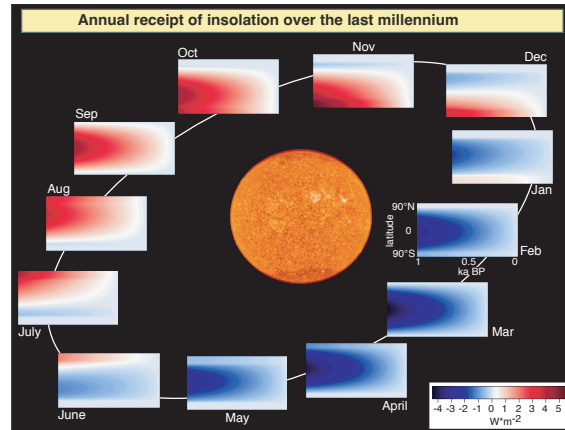 Annual receipt of insolation over the last millennium
Oct
Nov
Dec
Sep
Jan
Aug
90°N
latitude
0
90°S
1
0.5
0
ka BP
Feb
July
Mar
June
May
April
-4 -3 -2 -1 0 1 2 3 4 5
W*m-2